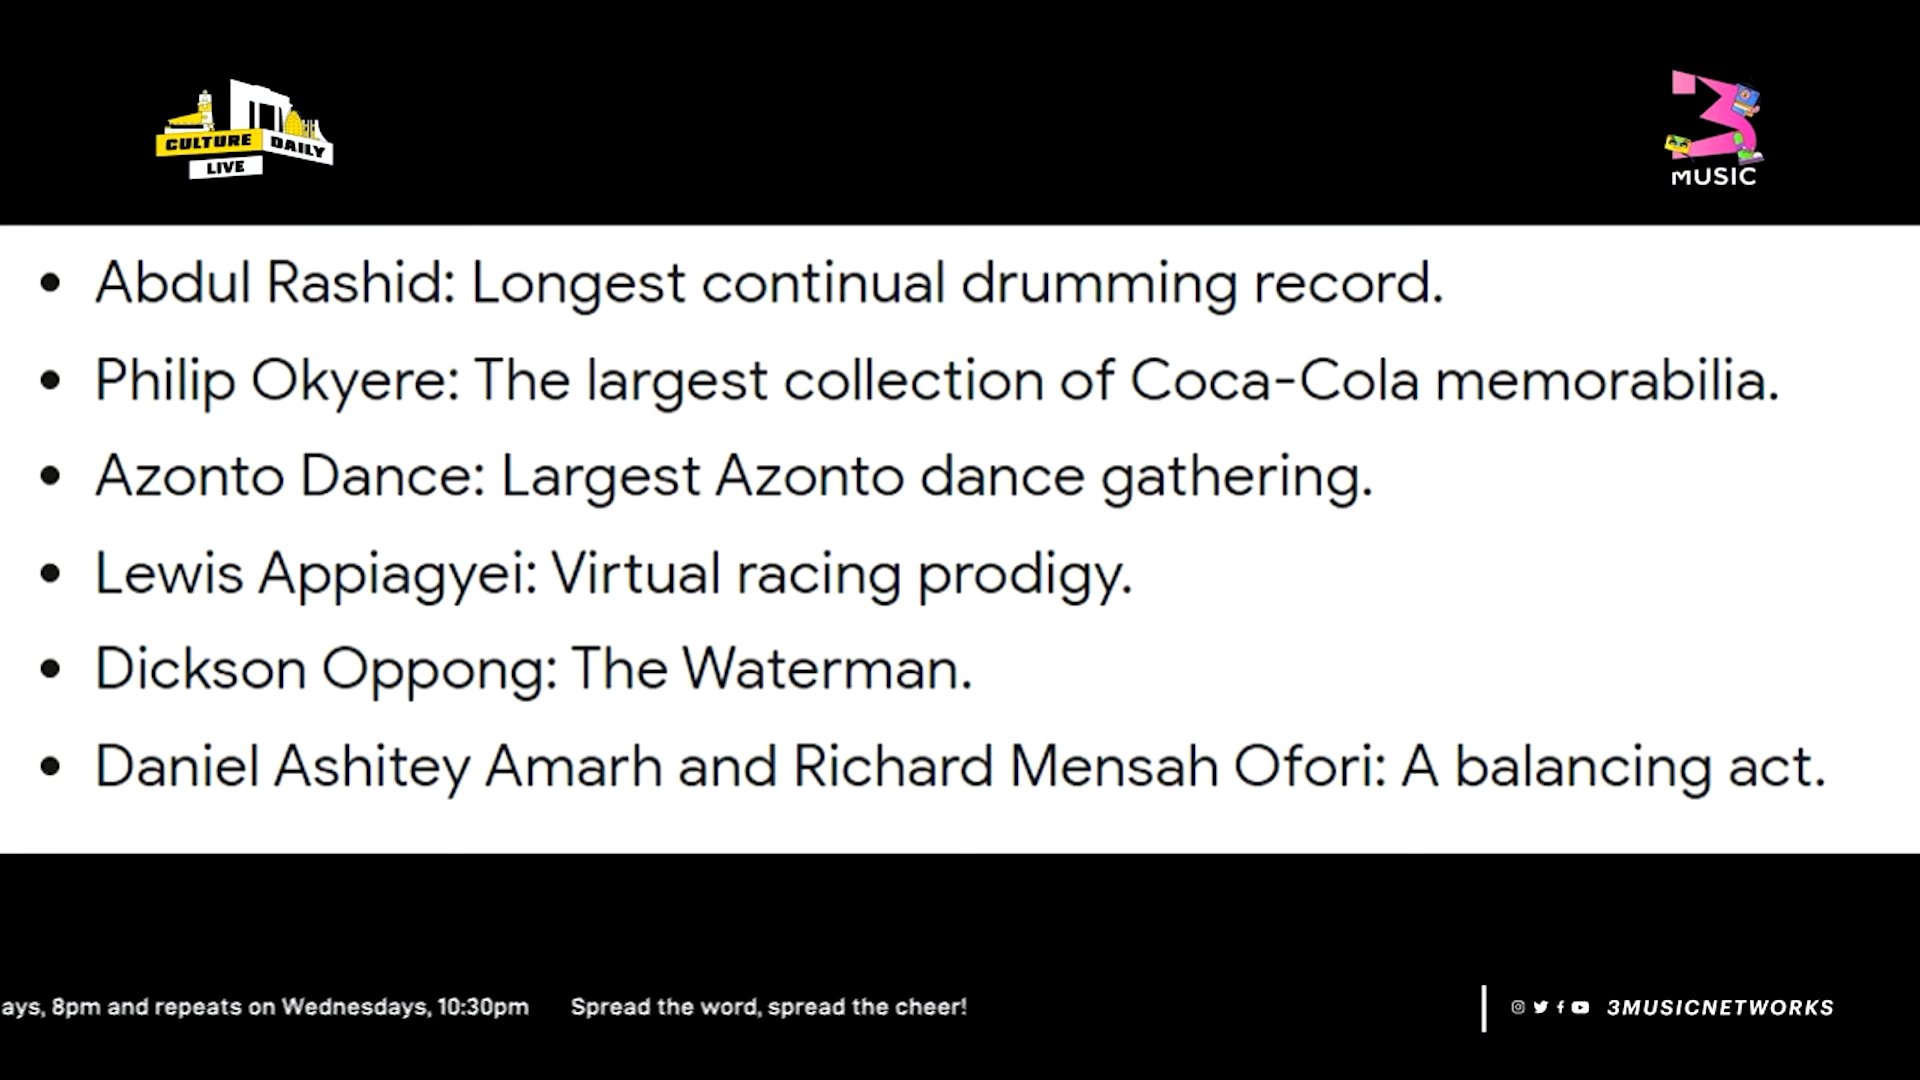 CULTURE DAILY
LIVE
3
MUSIC
• Abdul Rashid: Longest continual drumming record.
• Philip Okyere: The largest collection of Coca-Cola memorabilia.
• Azonto Dance: Largest Azonto dance gathering.
• Lewis Appiagyei: Virtual racing prodigy.
• Dickson Oppong: The Waterman.
• Daniel Ashitey Amarh and Richard Mensah Ofori: A balancing act.
ays, 8pm and repeats on Wednesdays, 10:30pm Spread the word, spread the cheer!
3MUSICNETWORKS